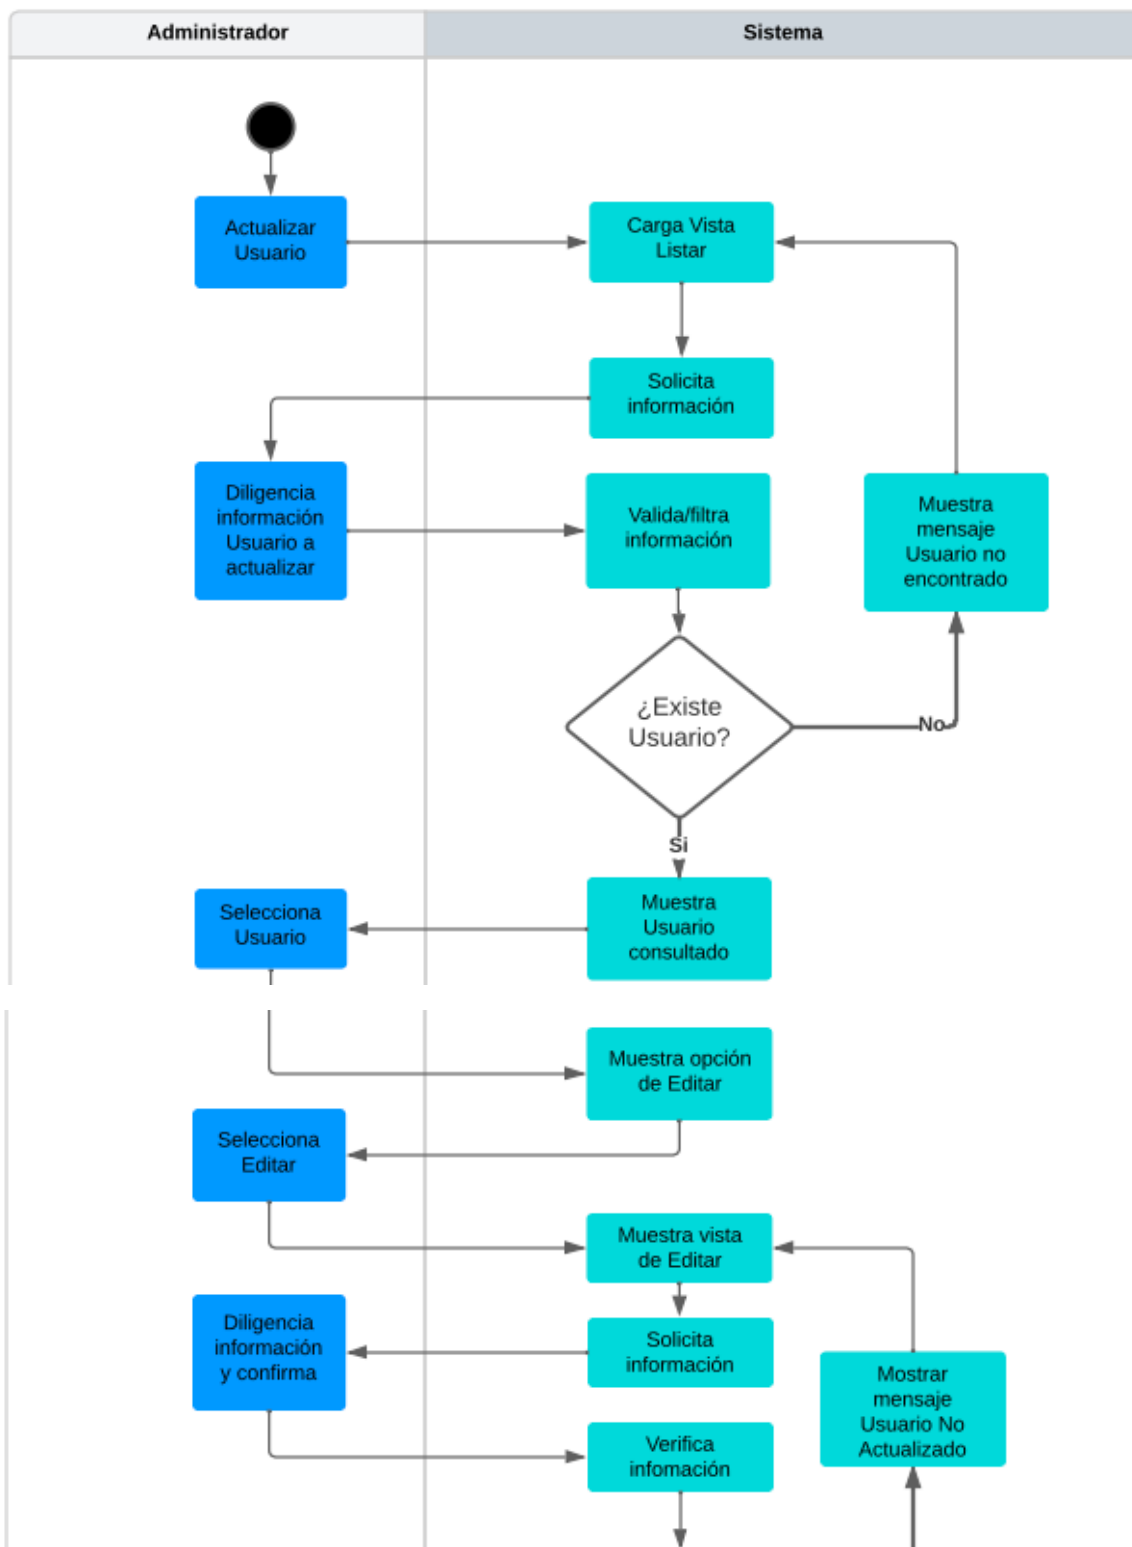 Administrador
Sistema
Actualizar
Usuario
Carga Vista
Listar
Solicita
información
Diligencia
información
Usuario a
actualizar
Valida/filtra
información
Muestra
mensaje
Usuario no
encontrado
¿Existe
Usuario?
No
Si
Selecciona
Usuario
Muestra
Usuario
consultado
Muestra opción
de Editar
Selecciona
Editar
Muestra vista
de Editar
Diligencia
información
y confirma
Solicita
información
Mostrar
mensaje
Usuario No
Actualizado
Verifica
infomación